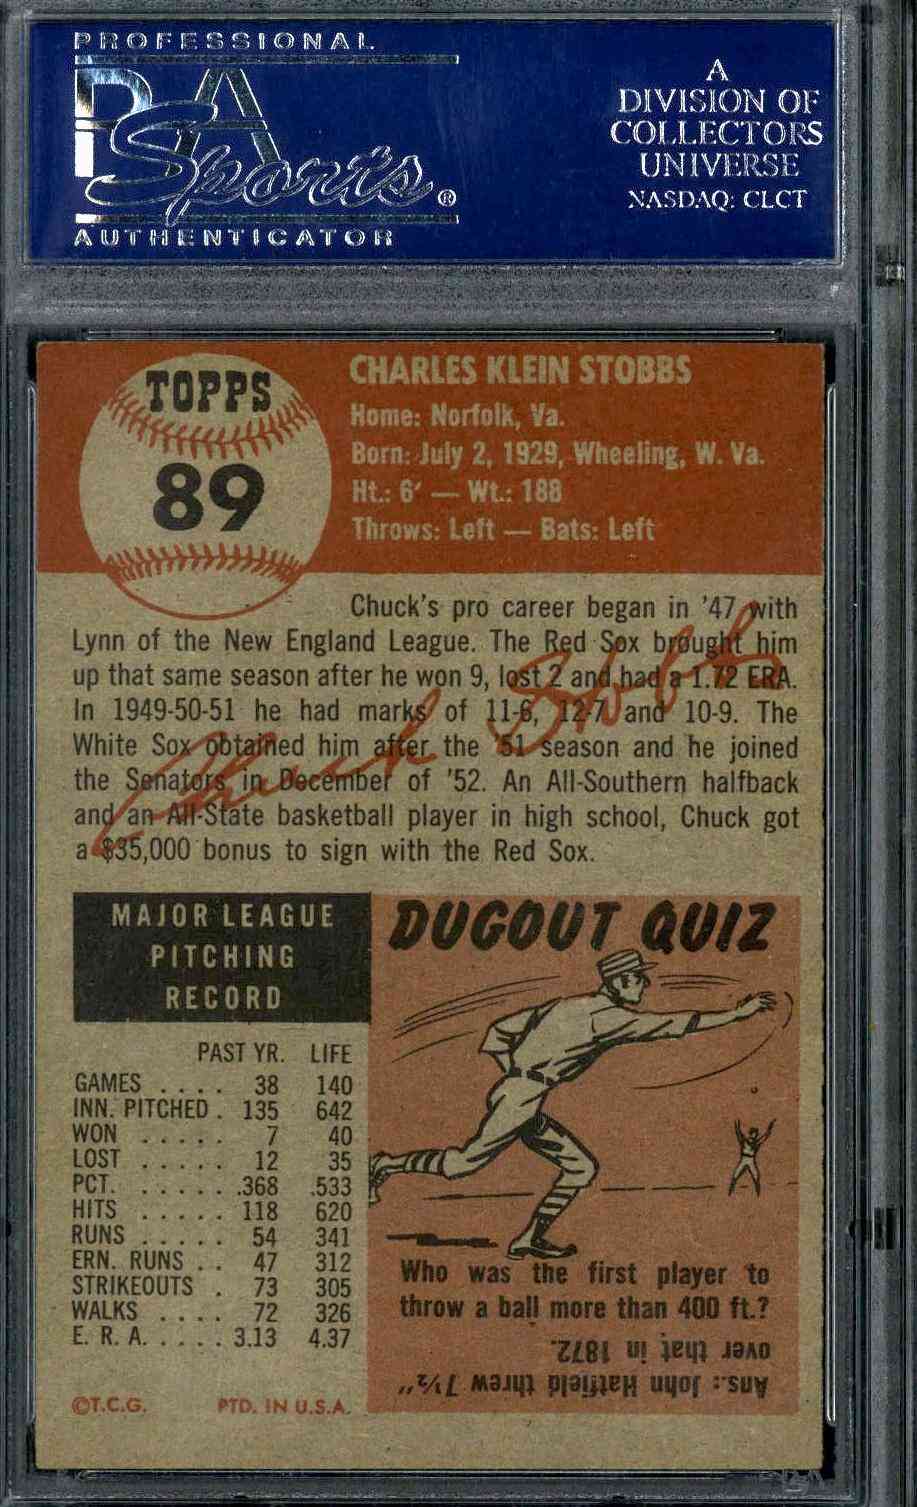 PROFESSIONAL
PSA
Sports®
AUTHENTICATOR
A
DIVISION OF
COLLECTORS
UNIVERSE
NASDAQ: CLCT
TOPPS
89
CHARLES KLEIN STOBBS
Home: Norfolk, Va.
Born: July 2, 1929, Wheeling, W. Va.
Ht.: 6' — Wt.: 188
Throws: Left — Bats: Left
Chuck's pro career began in '47 with
Lynn of the New England League. The Red Sox brought him
up that same season after he won 9, lost 2 and had a 1.72 ERA.
In 1949-50-51 he had marks of 11-6, 12-7 and 10-9. The
White Sox obtained him after the '51 season and he joined
the Senators in December of '52. An All-Southern halfback
and an All-State basketball player in high school, Chuck got
a $35,000 bonus to sign with the Red Sox.
Chuck Stobbs
MAJOR LEAGUE
PITCHING
RECORD
PAST YR. LIFE
GAMES . . . . 38 140
INN. PITCHED . 135 642
WON . . . . . 7 40
LOST . . . . . 12 35
PCT. . . . . . .368 .533
HITS . . . . . 118 620
RUNS . . . . . 54 341
ERN. RUNS . . 47 312
STRIKEOUTS . 73 305
WALKS . . . . 72 326
E. R. A. . . . . 3.13 4.37
©T.C.G. PTD. IN U.S.A.
DUGOUT QUIZ
Who was the first player to
throw a ball more than 400 ft.?
Ans.: John Hatfield threw 7½"
over that in 1872.